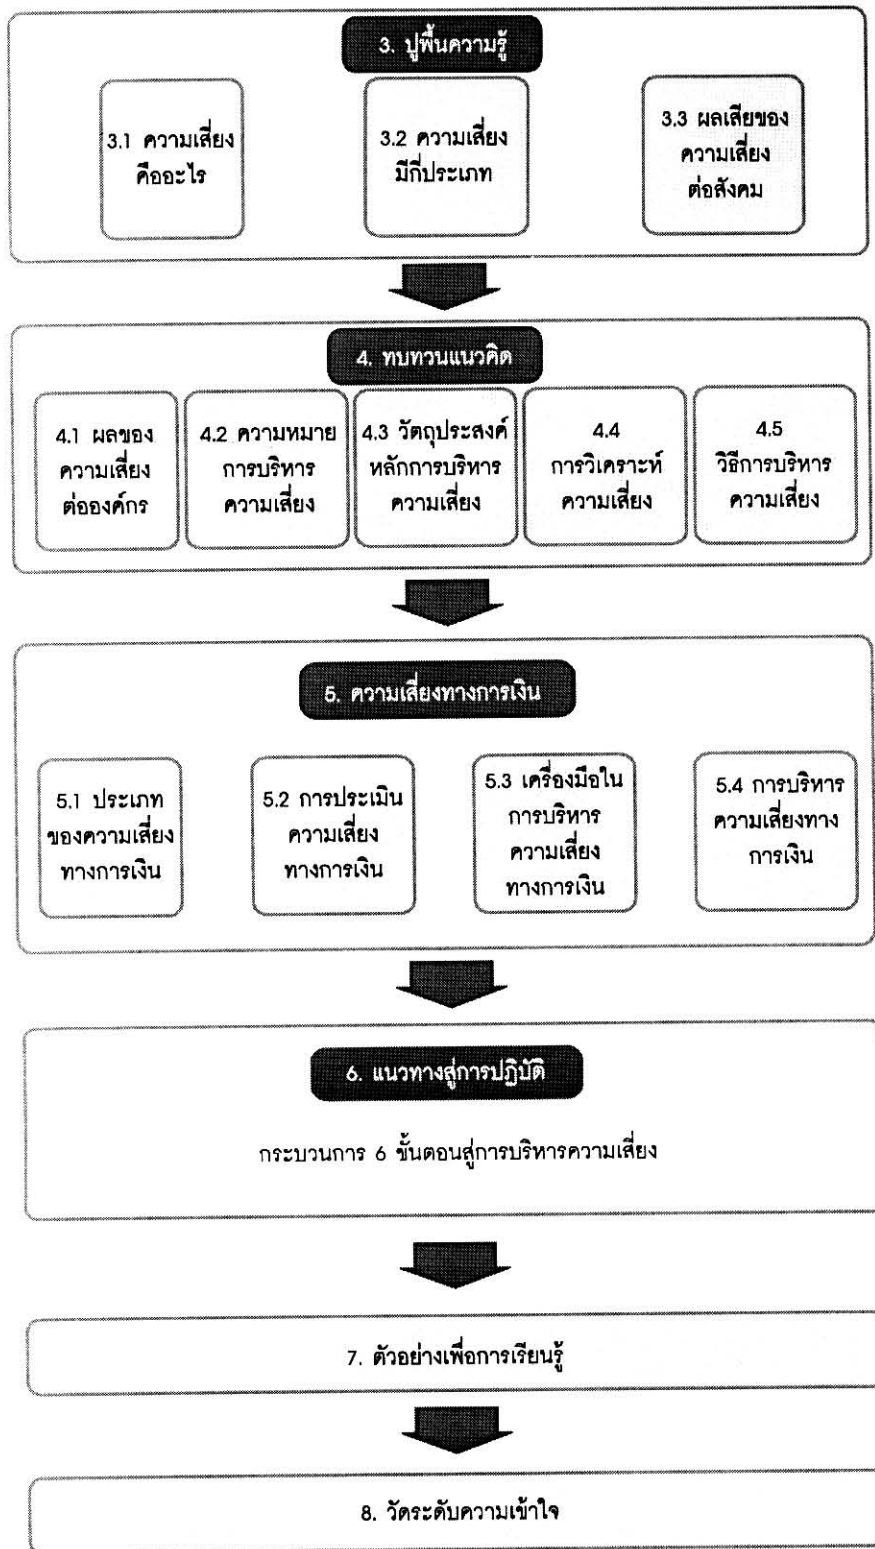 3. ปูพื้นความรู้
3.1 ความเสี่ยง
คืออะไร
3.2 ความเสี่ยง
มีกี่ประเภท
3.3 ผลเสียของ
ความเสี่ยง
ต่อสังคม
4. ทบทวนแนวคิด
4.1 ผลของ
ความเสี่ยง
ต่อองค์กร
4.2 ความหมาย
การบริหาร
ความเสี่ยง
4.3 วัตถุประสงค์
หลักการบริหาร
ความเสี่ยง
4.4
การวิเคราะห์
ความเสี่ยง
4.5
วิธีการบริหาร
ความเสี่ยง
5. ความเสี่ยงทางการเงิน
5.1 ประเภท
ของความเสี่ยง
ทางการเงิน
5.2 การประเมิน
ความเสี่ยง
ทางการเงิน
5.3 เครื่องมือใน
การบริหาร
ความเสี่ยง
ทางการเงิน
5.4 การบริหาร
ความเสี่ยงทาง
การเงิน
6. แนวทางสู่การปฏิบัติ
กระบวนการ 6 ขั้นตอนสู่การบริหารความเสี่ยง
7. ตัวอย่างเพื่อการเรียนรู้
8. วัดระดับความเข้าใจ